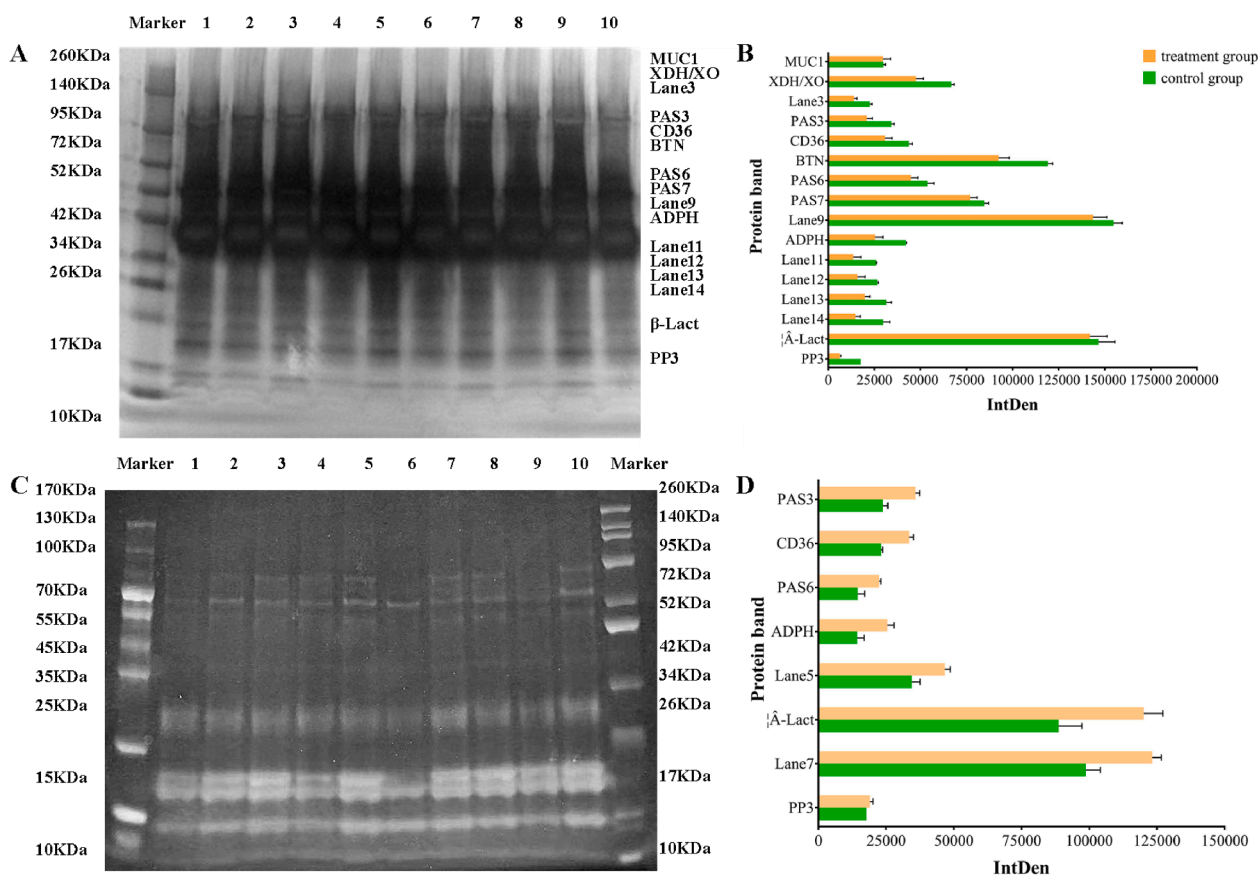 Marker 1 2 3 4 5 6 7 8 9 10
A
260KDa
140KDa
95KDa
72KDa
52KDa
42KDa
34KDa
26KDa
17KDa
10KDa
MUC1
XDH/XO
Lane3
PAS3
CD36
BTN
PAS6
PAS7
Lane9
ADPH
Lane11
Lane12
Lane13
Lane14
β-Lact
PP3
B
treatment group
control group
Protein band
MUC1
XDH/XO
Lane3
PAS3
CD36
BTN
PAS6
PAS7
Lane9
ADPH
Lane11
Lane12
Lane13
Lane14
¦Â-Lact
PP3
0 25000 50000 75000 100000 125000 150000 175000 200000
IntDen
Marker 1 2 3 4 5 6 7 8 9 10 Marker
C
170KDa
130KDa
100KDa
70KDa
55KDa
45KDa
35KDa
25KDa
15KDa
10KDa
260KDa
140KDa
95KDa
72KDa
52KDa
42KDa
34KDa
26KDa
17KDa
10KDa
D
Protein band
PAS3
CD36
PAS6
ADPH
Lane5
¦Â-Lact
Lane7
PP3
0 25000 50000 75000 100000 125000 150000
IntDen